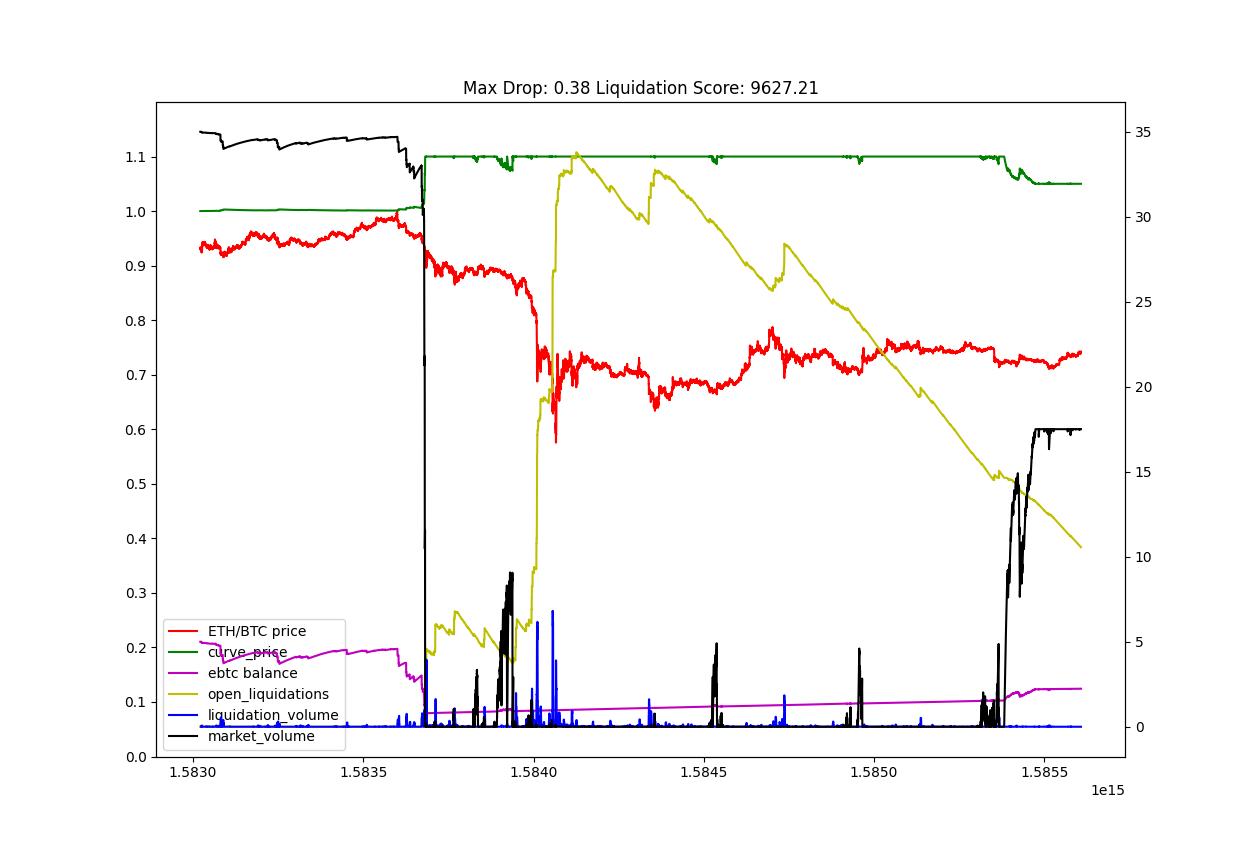 Max Drop: 0.38 Liquidation Score: 9627.21
1.1
1.0
0.9
0.8
0.7
0.6
0.5
0.4
0.3
0.2
0.1
0.0
35
30
25
20
15
10
5
0
ETH/BTC price
curve_price
ebtc balance
open_liquidations
liquidation_volume
market_volume
1.5830 1.5835 1.5840 1.5845 1.5850 1.5855
1e15